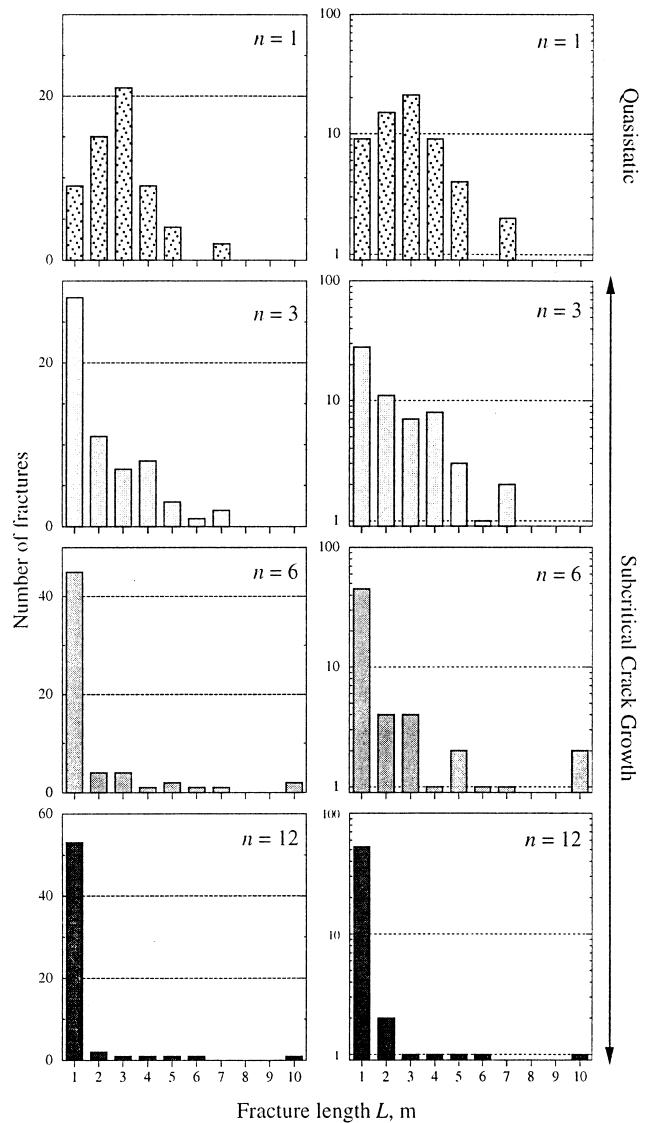 100
n = 1
n = 1
20
10
0
1
Quasistatic
100
n = 3
n = 3
20
10
0
1
100
n = 6
n = 6
40
20
10
0
1
60
100
n = 12
n = 12
40
20
10
0
1
1 2 3 4 5 6 7 8 9 10
1 2 3 4 5 6 7 8 9 10
Number of fractures
Subcritical Crack Growth
Fracture length L, m